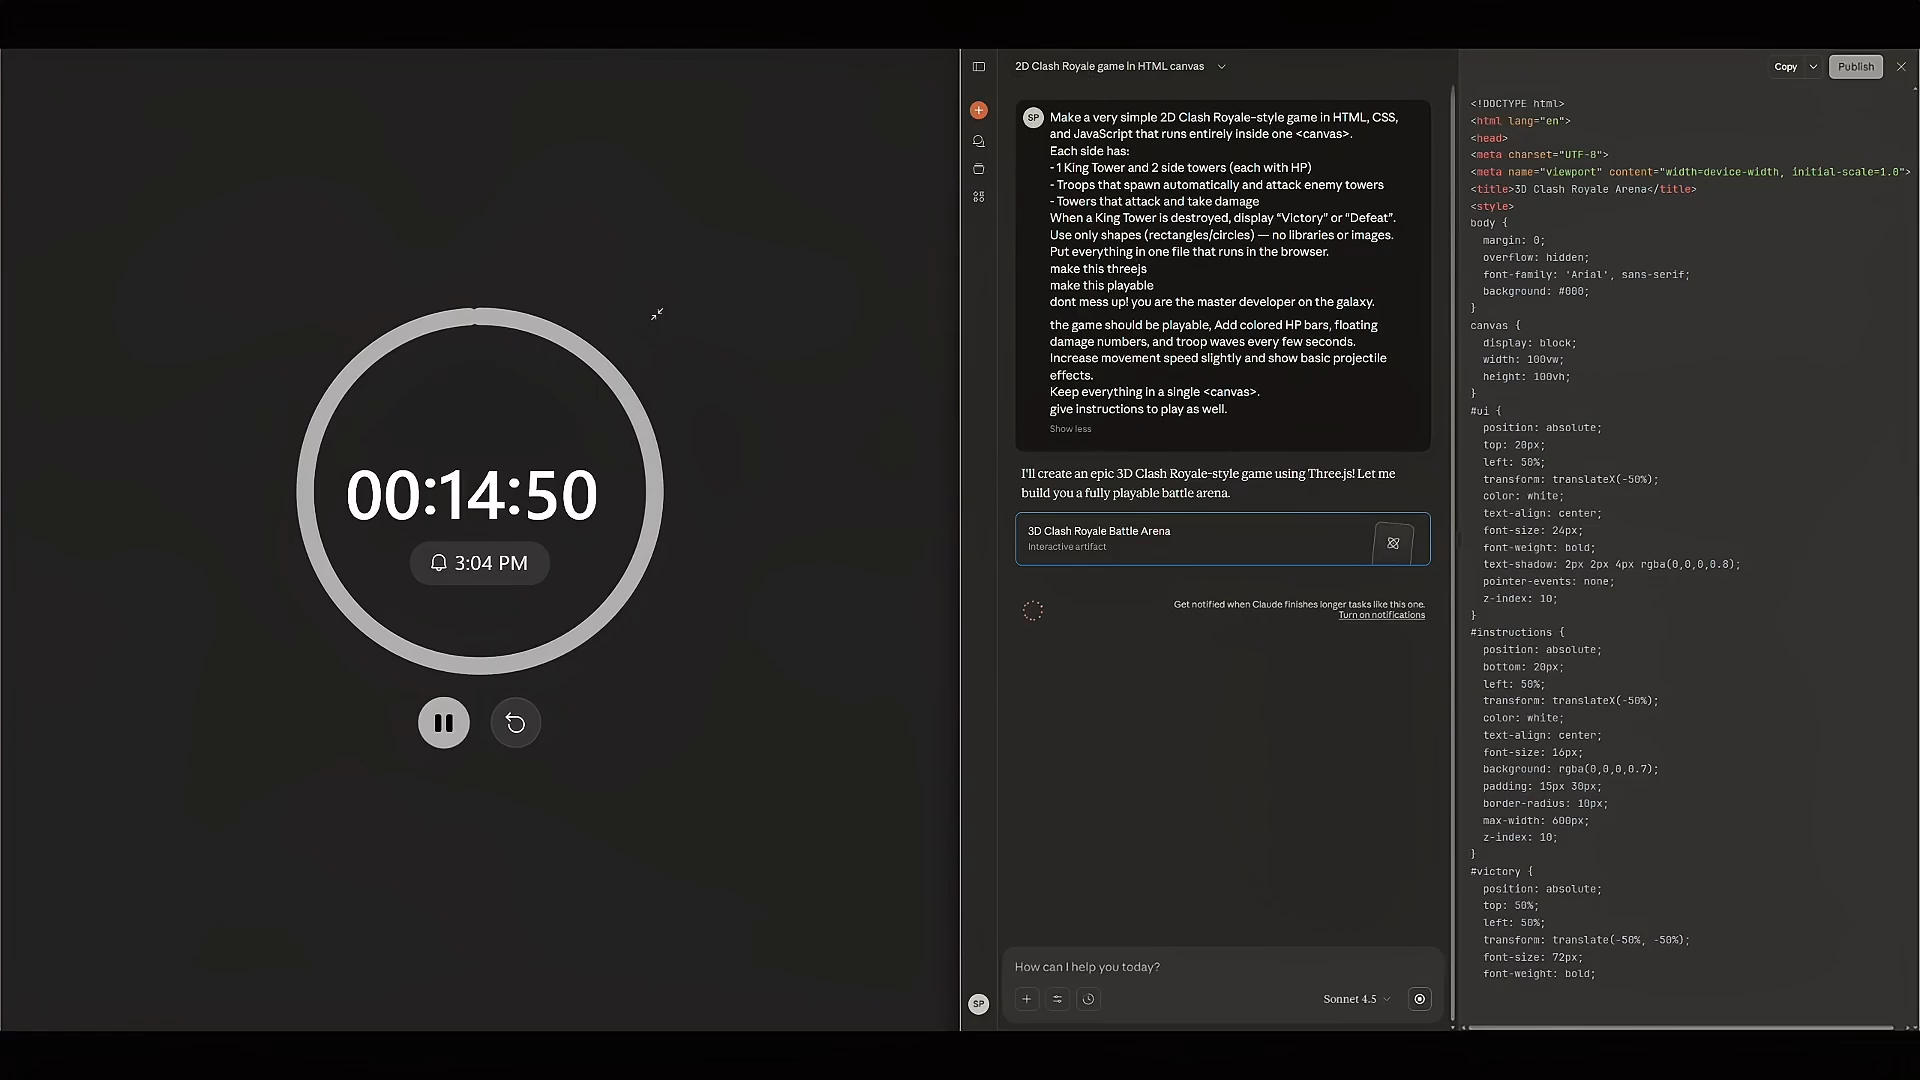 00:14:50
3:04 PM
2D Clash Royale game in HTML canvas
SP
Make a very simple 2D Clash Royale-style game in HTML, CSS,
and JavaScript that runs entirely inside one <canvas>.
Each side has:
- 1 King Tower and 2 side towers (each with HP)
- Troops that spawn automatically and attack enemy towers
- Towers that attack and take damage
When a King Tower is destroyed, display “Victory” or “Defeat”.
Use only shapes (rectangles/circles) — no libraries or images.
Put everything in one file that runs in the browser.
make this threejs
make this playable
dont mess up! you are the master developer on the galaxy.
the game should be playable, Add colored HP bars, floating
damage numbers, and troop waves every few seconds.
Increase movement speed slightly and show basic projectile
effects.
Keep everything in a single <canvas>.
give instructions to play as well.
Show less
I'll create an epic 3D Clash Royale-style game using Three.js! Let me
build you a fully playable battle arena.
3D Clash Royale Battle Arena
Interactive artifact
Get notified when Claude finishes longer tasks like this one.
Turn on notifications
How can I help you today?
Sonnet 4.5
SP
Copy
Publish
<!DOCTYPE html>
<html lang="en">
<head>
<meta charset="UTF-8">
<meta name="viewport" content="width=device-width, initial-scale=1.0">
<title>3D Clash Royale Arena</title>
<style>
body {
margin: 0;
overflow: hidden;
font-family: 'Arial', sans-serif;
background: #000;
}
canvas {
display: block;
width: 100vw;
height: 100vh;
}
#ui {
position: absolute;
top: 20px;
left: 50%;
transform: translateX(-50%);
color: white;
text-align: center;
font-size: 24px;
font-weight: bold;
text-shadow: 2px 2px 4px rgba(0,0,0,0.8);
pointer-events: none;
z-index: 10;
}
#instructions {
position: absolute;
bottom: 20px;
left: 50%;
transform: translateX(-50%);
color: white;
text-align: center;
font-size: 16px;
background: rgba(0,0,0,0.7);
padding: 15px 30px;
border-radius: 10px;
max-width: 600px;
z-index: 10;
}
#victory {
position: absolute;
top: 50%;
left: 50%;
transform: translate(-50%, -50%);
font-size: 72px;
font-weight: bold;